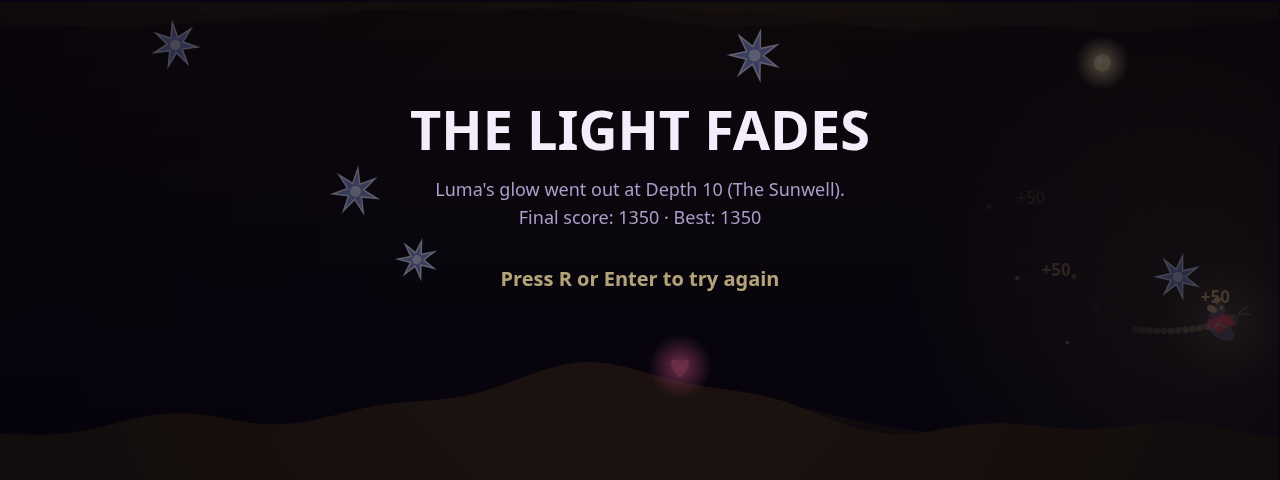 THE LIGHT FADES
Luma's glow went out at Depth 10 (The Sunwell).
Final score: 1350 · Best: 1350
Press R or Enter to try again
+50
+50
+50